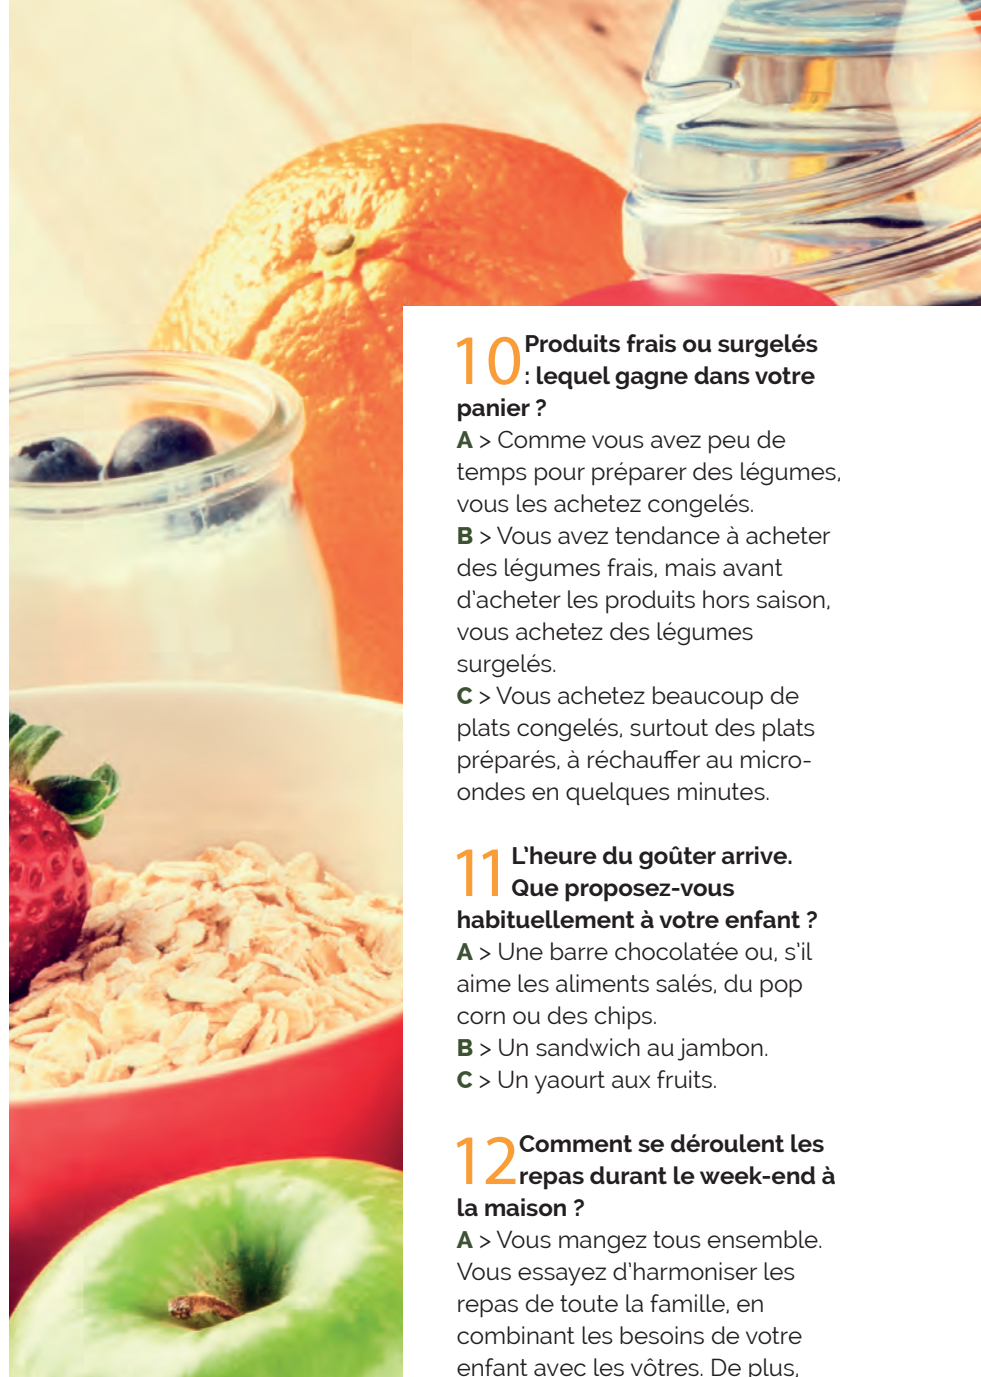 10 Produits frais ou surgelés
: lequel gagne dans votre
panier ?
A > Comme vous avez peu de
temps pour préparer des légumes,
vous les achetez congelés.
B > Vous avez tendance à acheter
des légumes frais, mais avant
d'acheter les produits hors saison,
vous achetez des légumes
surgelés.
C > Vous achetez beaucoup de
plats congelés, surtout des plats
préparés, à réchauffer au micro-
ondes en quelques minutes.
11 L'heure du goûter arrive.
Que proposez-vous
habituellement à votre enfant ?
A > Une barre chocolatée ou, s'il
aime les aliments salés, du pop
corn ou des chips.
B > Un sandwich au jambon.
C > Un yaourt aux fruits.
12 Comment se déroulent les
repas durant le week-end à
la maison ?
A > Vous mangez tous ensemble.
Vous essayez d'harmoniser les
repas de toute la famille, en
combinant les besoins de votre
enfant avec les vôtres. De plus,